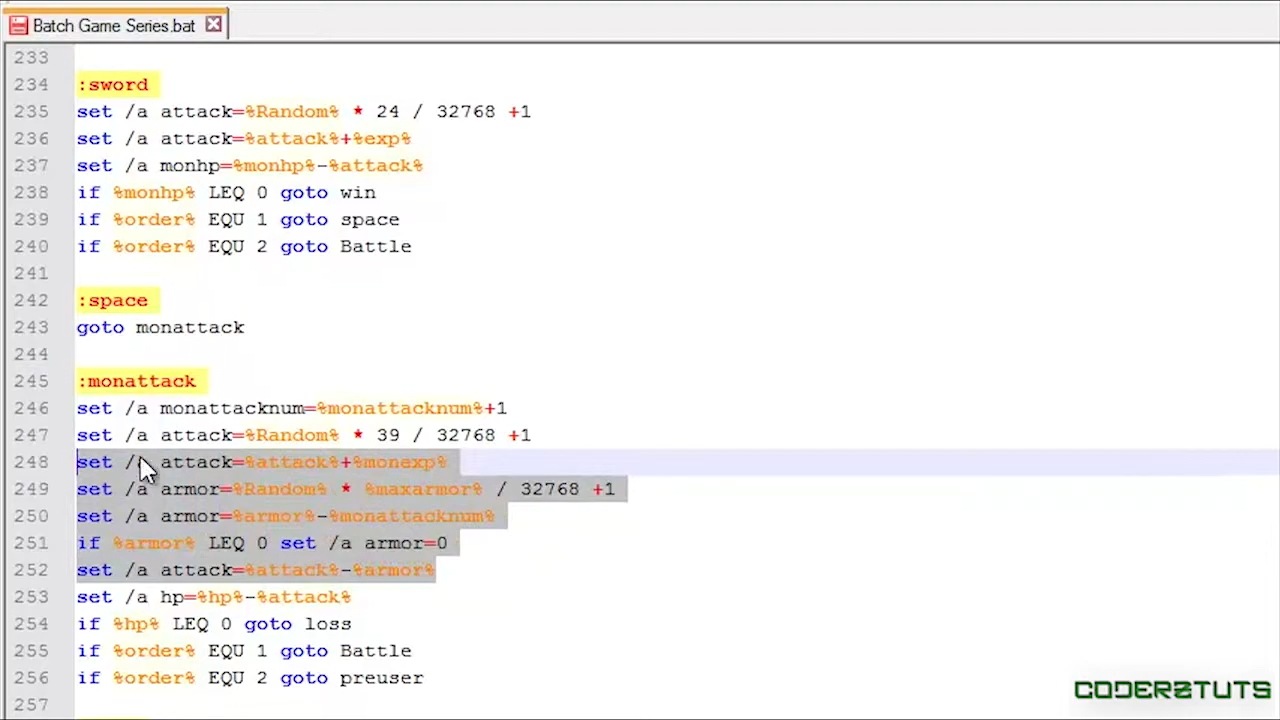 Batch Game Series.bat
233
234 :sword
235 set /a attack=%Random% * 24 / 32768 +1
236 set /a attack=%attack%+%exp%
237 set /a monhp=%monhp%-%attack%
238 if %monhp% LEQ 0 goto win
239 if %order% EQU 1 goto space
240 if %order% EQU 2 goto Battle
241
242 :space
243 goto monattack
244
245 :monattack
246 set /a monattacknum=%monattacknum%+1
247 set /a attack=%Random% * 39 / 32768 +1
248 set /a attack=%attack%+%monexp%
249 set /a armor=%Random% * %maxarmor% / 32768 +1
250 set /a armor=%armor%-%monattacknum%
251 if %armor% LEQ 0 set /a armor=0
252 set /a attack=%attack%-%armor%
253 set /a hp=%hp%-%attack%
254 if %hp% LEQ 0 goto loss
255 if %order% EQU 1 goto Battle
256 if %order% EQU 2 goto preuser
257
CODERZTUTS